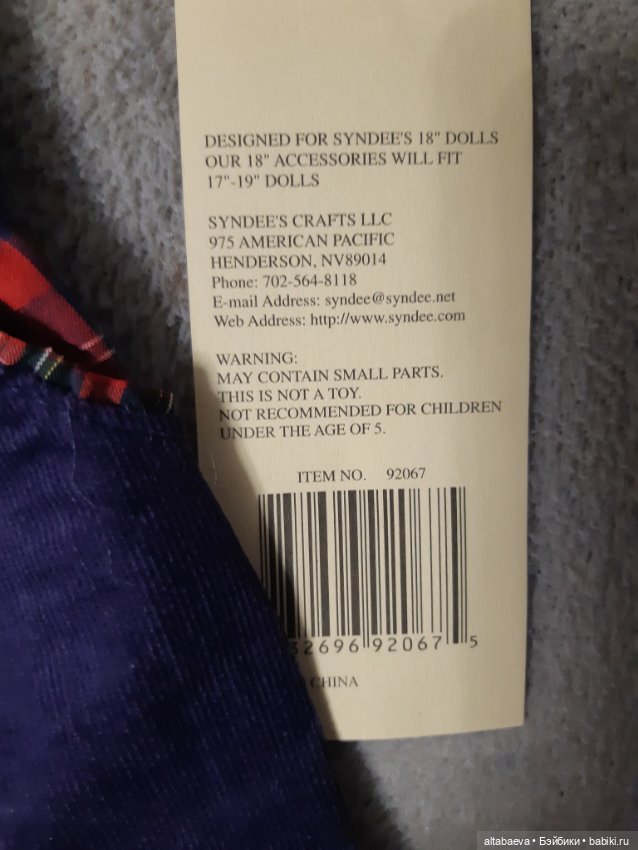 DESIGNED FOR SYNDEE'S 18" DOLLS
OUR 18" ACCESSORIES WILL FIT
17"-19" DOLLS
SYNDEE'S CRAFTS LLC
975 AMERICAN PACIFIC
HENDERSON, NV89014
Phone: 702-564-8118
E-mail Address: syndee@syndee.net
Web Address: http://www.syndee.com
WARNING:
MAY CONTAIN SMALL PARTS.
THIS IS NOT A TOY.
NOT RECOMMENDED FOR CHILDREN
UNDER THE AGE OF 5.
ITEM NO. 92067
32696 92067 5
CHINA
altabaeva • Бэйбики • babiki.ru